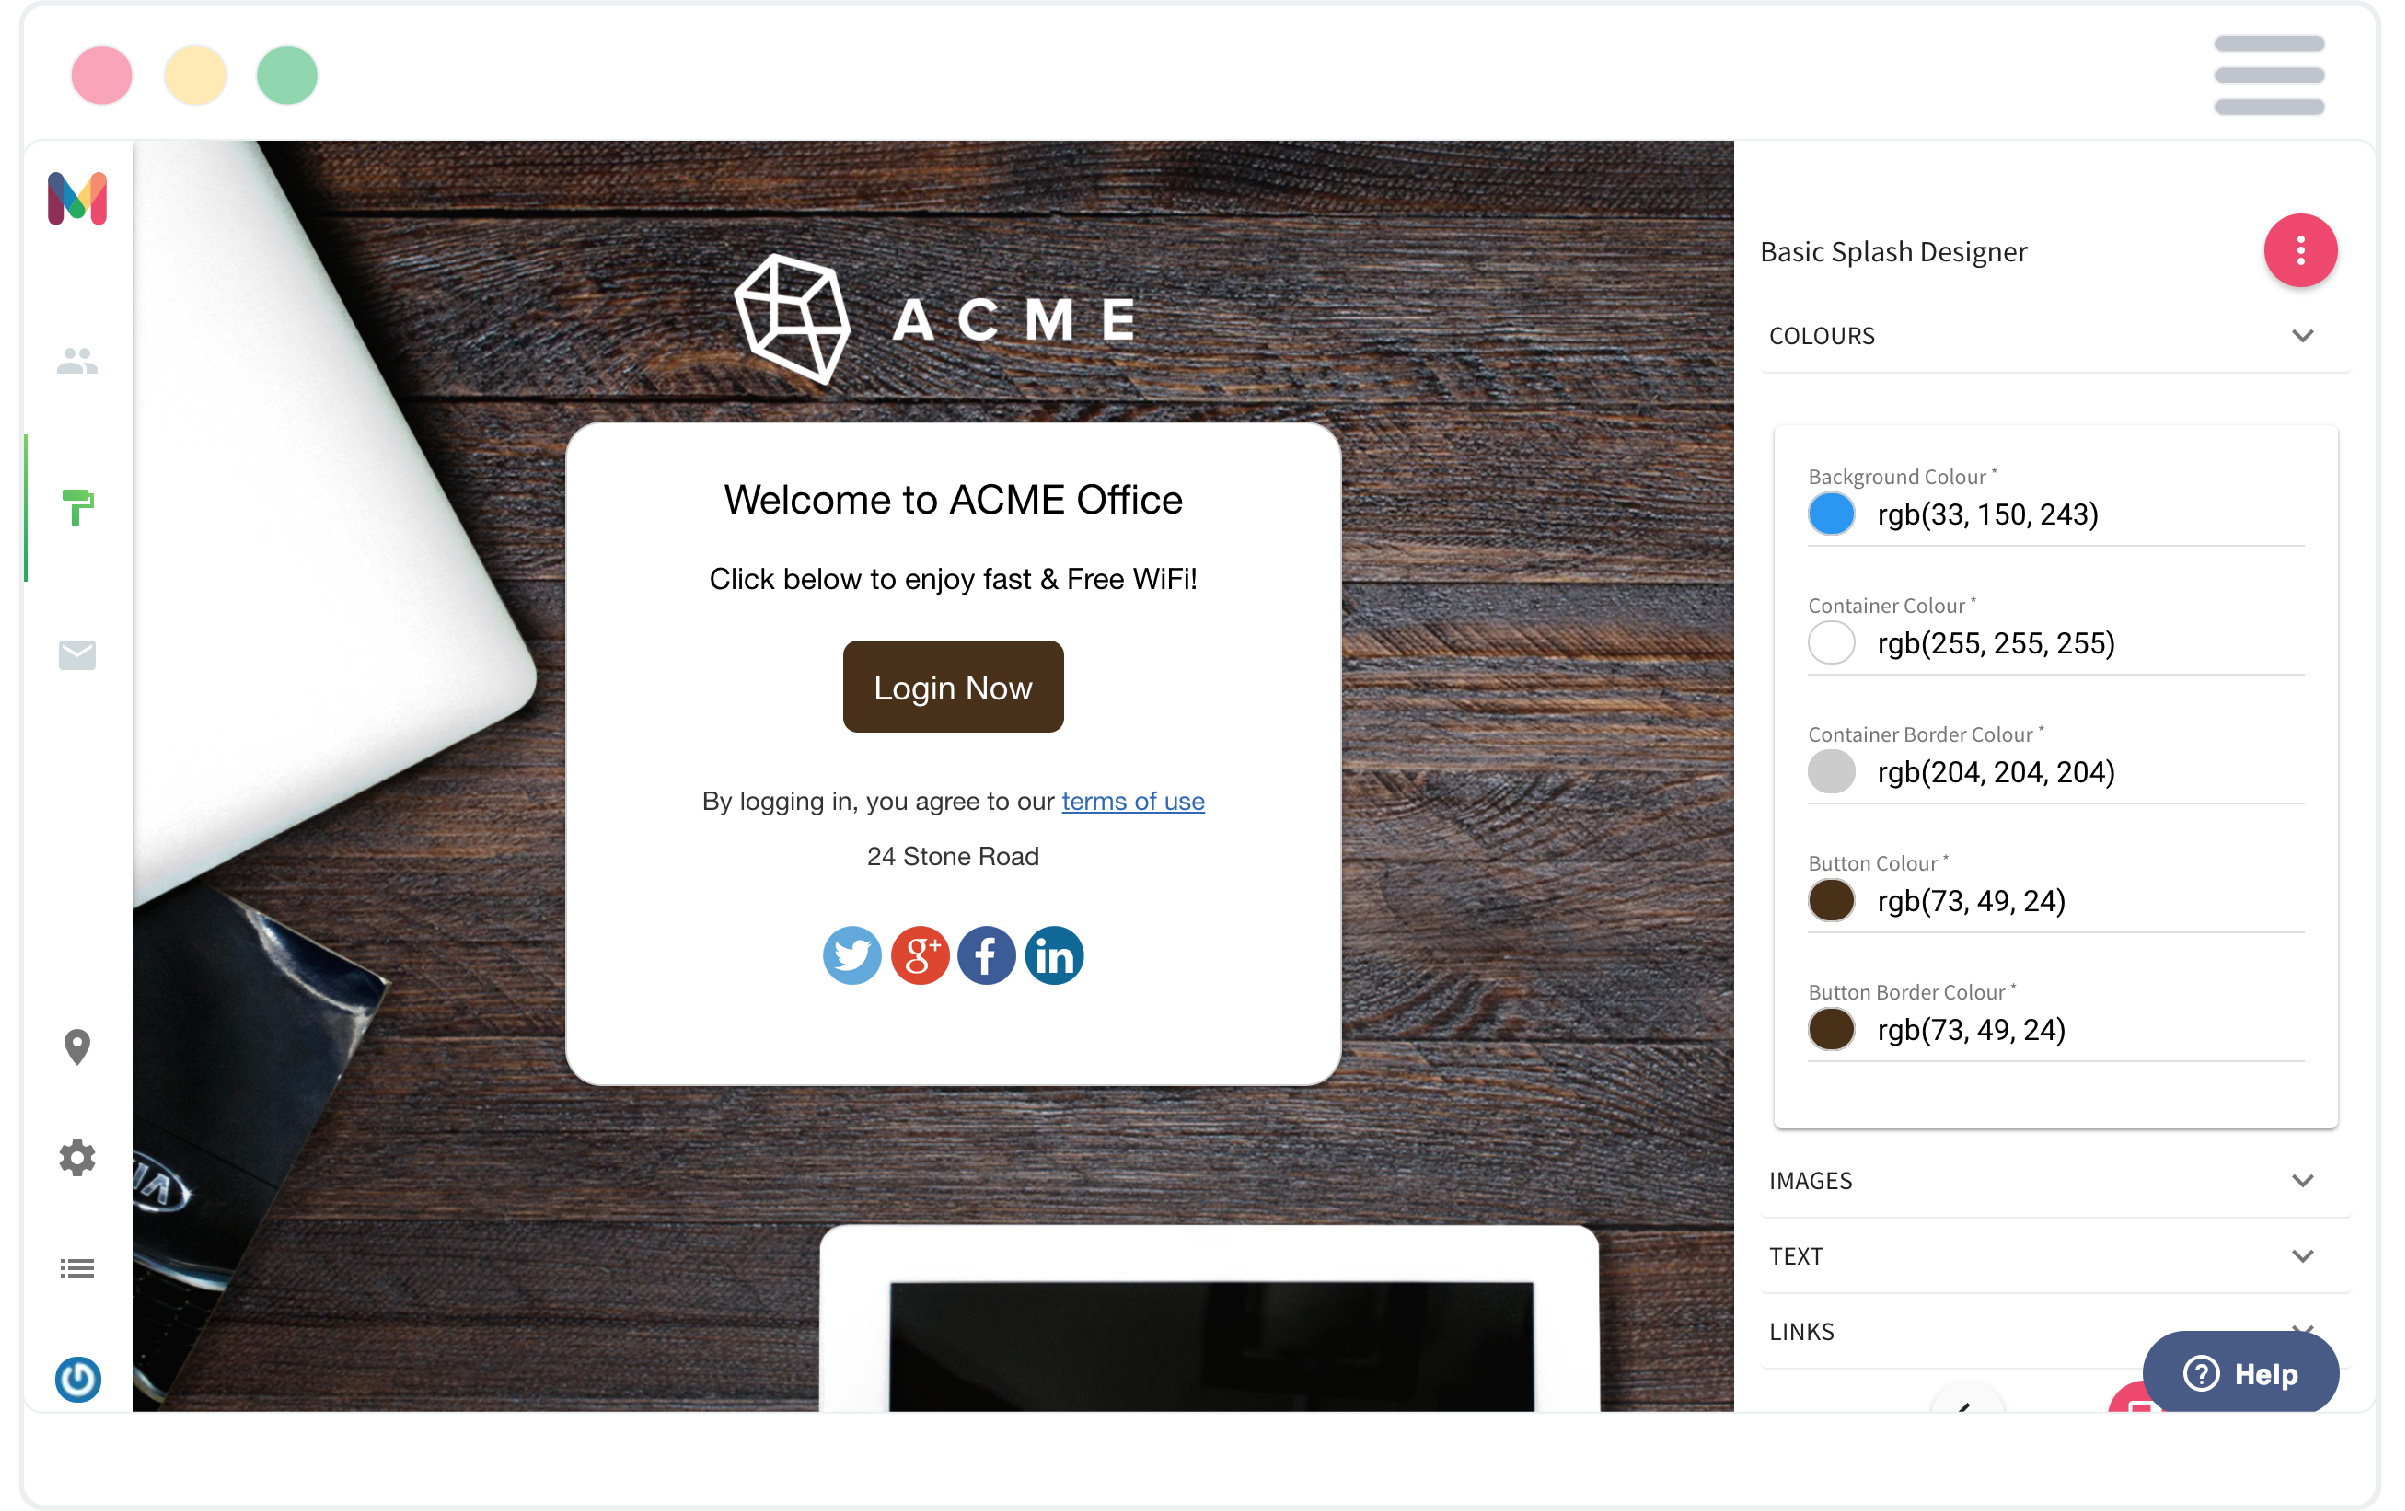 ACME
Welcome to ACME Office
Click below to enjoy fast & Free WiFi!
Login Now
By logging in, you agree to our terms of use
24 Stone Road
g+
f
in
Basic Splash Designer
COLOURS
Background Colour *
rgb(33, 150, 243)
Container Colour *
rgb(255, 255, 255)
Container Border Colour *
rgb(204, 204, 204)
Button Colour *
rgb(73, 49, 24)
Button Border Colour *
rgb(73, 49, 24)
IMAGES
TEXT
LINKS
? Help